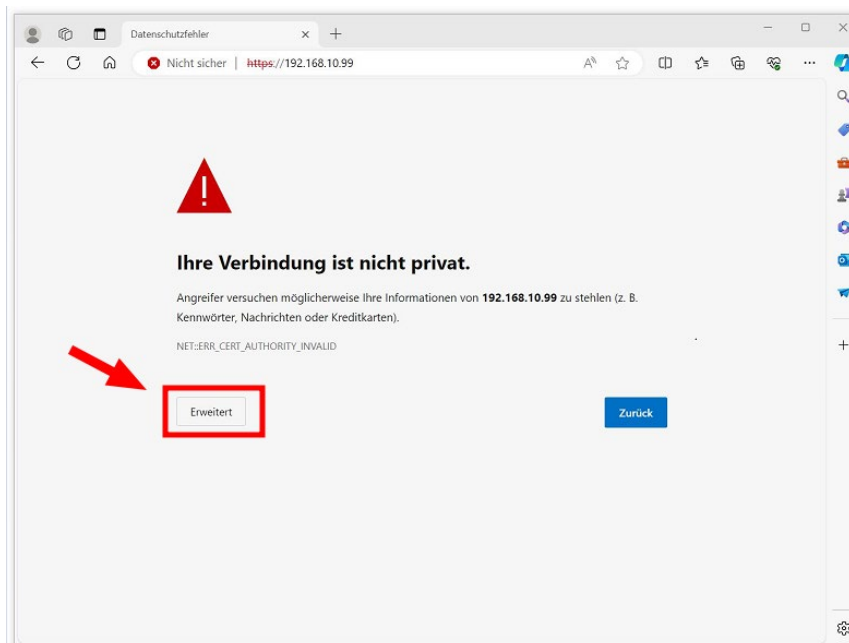 Datenschutzfehler
Nicht sicher | https://192.168.10.99
Ihre Verbindung ist nicht privat.
Angreifer versuchen möglicherweise Ihre Informationen von 192.168.10.99 zu stehlen (z. B.
Kennwörter, Nachrichten oder Kreditkarten).
NET::ERR_CERT_AUTHORITY_INVALID
Erweitert
Zurück